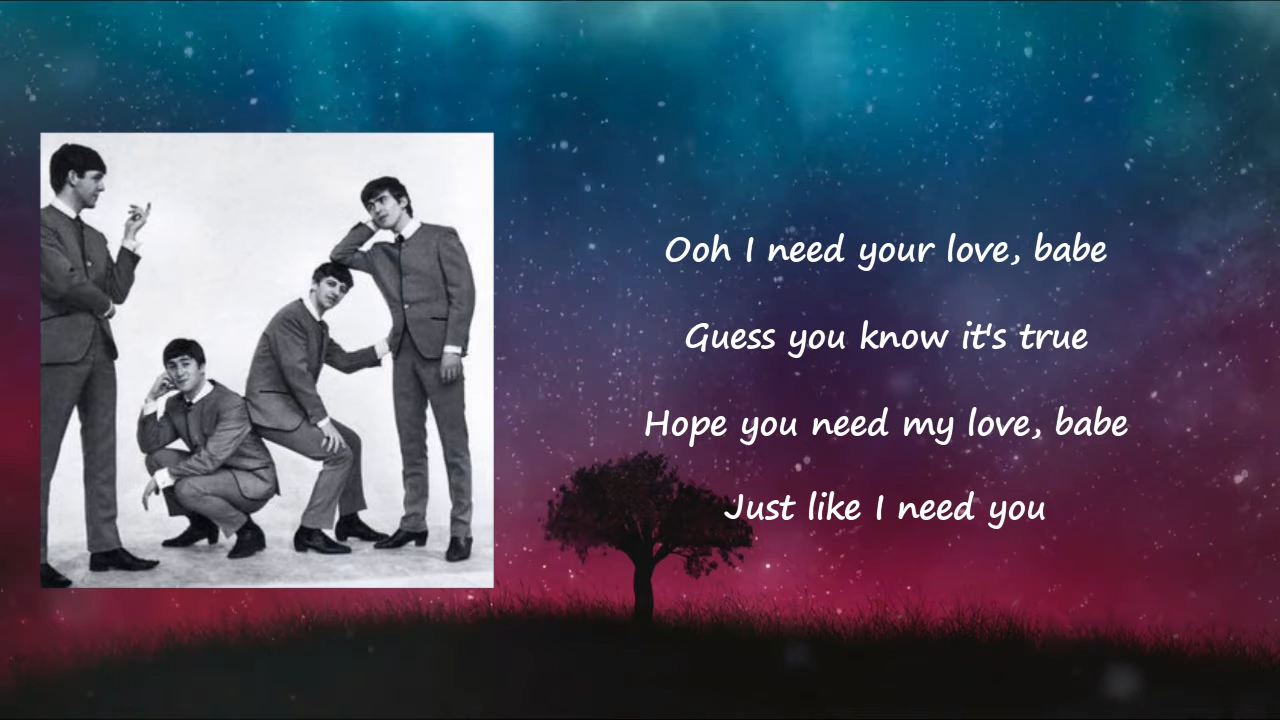 Ooh I need your love, babe
Guess you know it's true
Hope you need my love, babe
Just like I need you